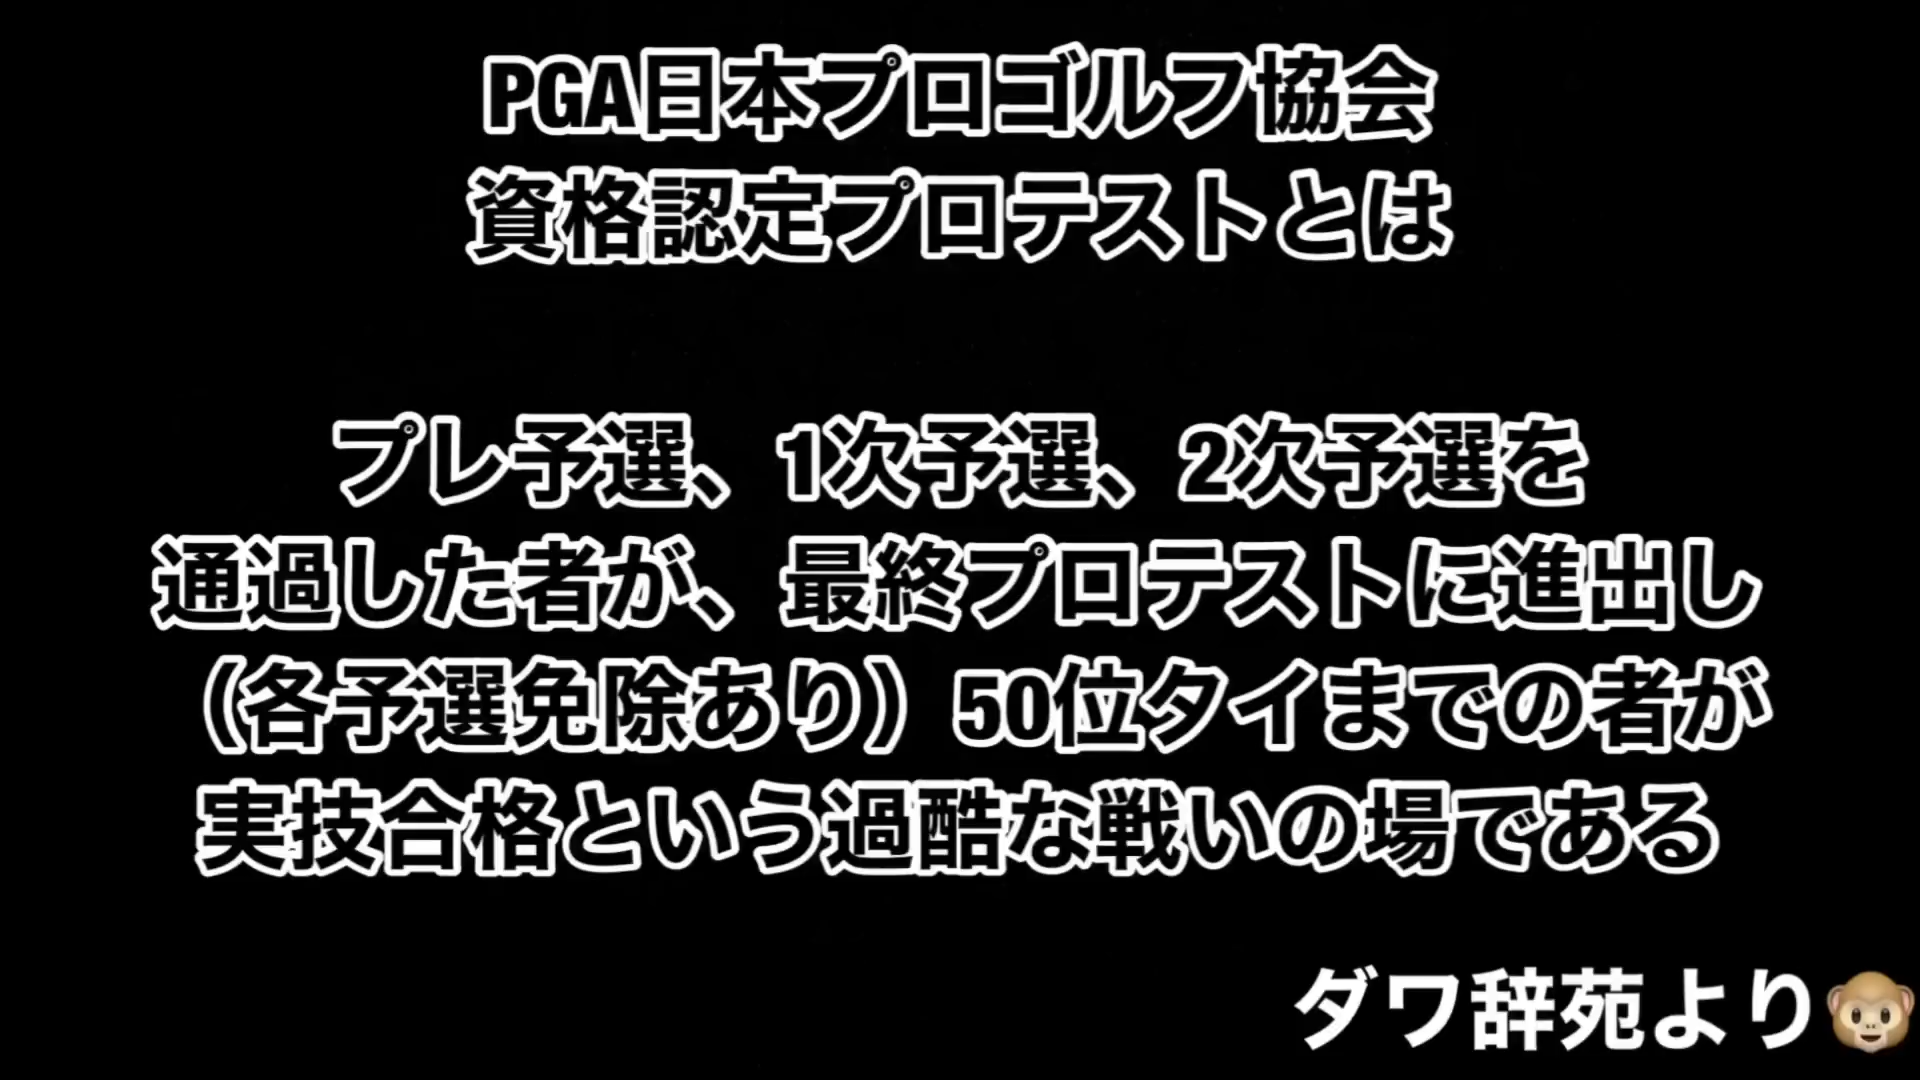 PGA日本プロゴルフ協会
資格認定プロテストとは
プレ予選、1次予選、2次予選を
通過した者が、最終プロテストに進出し
（各予選免除あり）50位タイまでの者が
実技合格という過酷な戦いの場である
ダワ辞苑より🐵